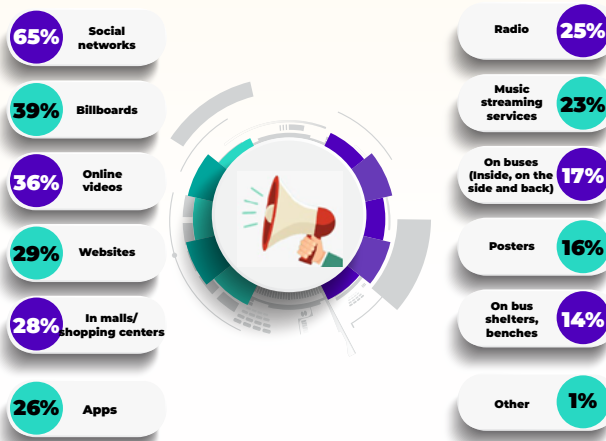 65%
Social
networks
39%
Billboards
36%
Online
videos
29%
Websites
28%
In malls/
shopping centers
26%
Apps
Radio
25%
Music
streaming
services
23%
On buses
(Inside, on the
side and back)
17%
Posters
16%
On bus
shelters,
benches
14%
Other
1%